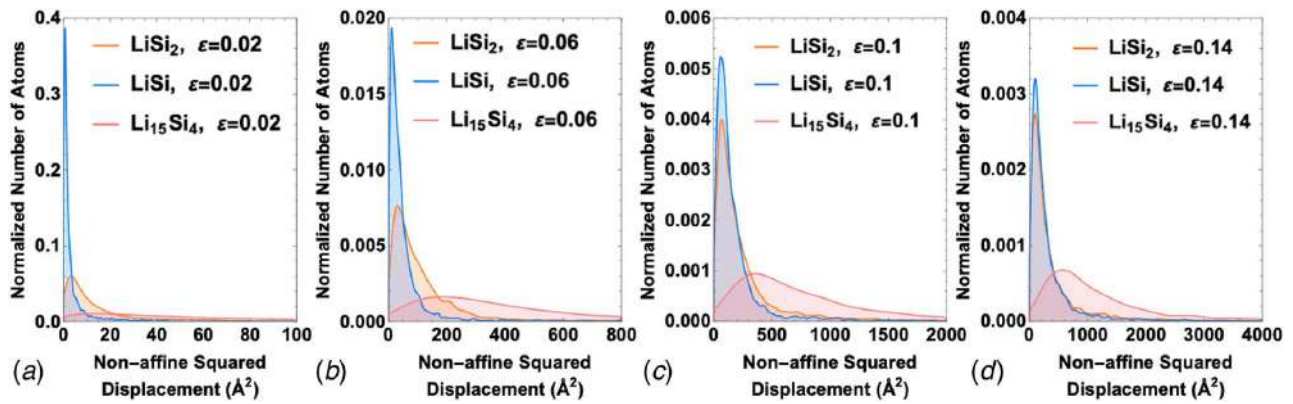 Normalized Number of Atoms
0.4
0.3
0.2
0.1
0.0
LiSi₂, ε=0.02
LiSi, ε=0.02
Li₁₅Si₄, ε=0.02
0 20 40 60 80 100
Non–affine Squared
Displacement (Å²)
(a)
Normalized Number of Atoms
0.020
0.015
0.010
0.005
0.000
LiSi₂, ε=0.06
LiSi, ε=0.06
Li₁₅Si₄, ε=0.06
0 200 400 600 800
Non–affine Squared
Displacement (Å²)
(b)
Normalized Number of Atoms
0.006
0.005
0.004
0.003
0.002
0.001
0.000
LiSi₂, ε=0.1
LiSi, ε=0.1
Li₁₅Si₄, ε=0.1
0 500 1000 1500 2000
Non–affine Squared
Displacement (Å²)
(c)
Normalized Number of Atoms
0.004
0.003
0.002
0.001
0.000
LiSi₂, ε=0.14
LiSi, ε=0.14
Li₁₅Si₄, ε=0.14
0 1000 2000 3000 4000
Non–affine Squared
Displacement (Å²)
(d)